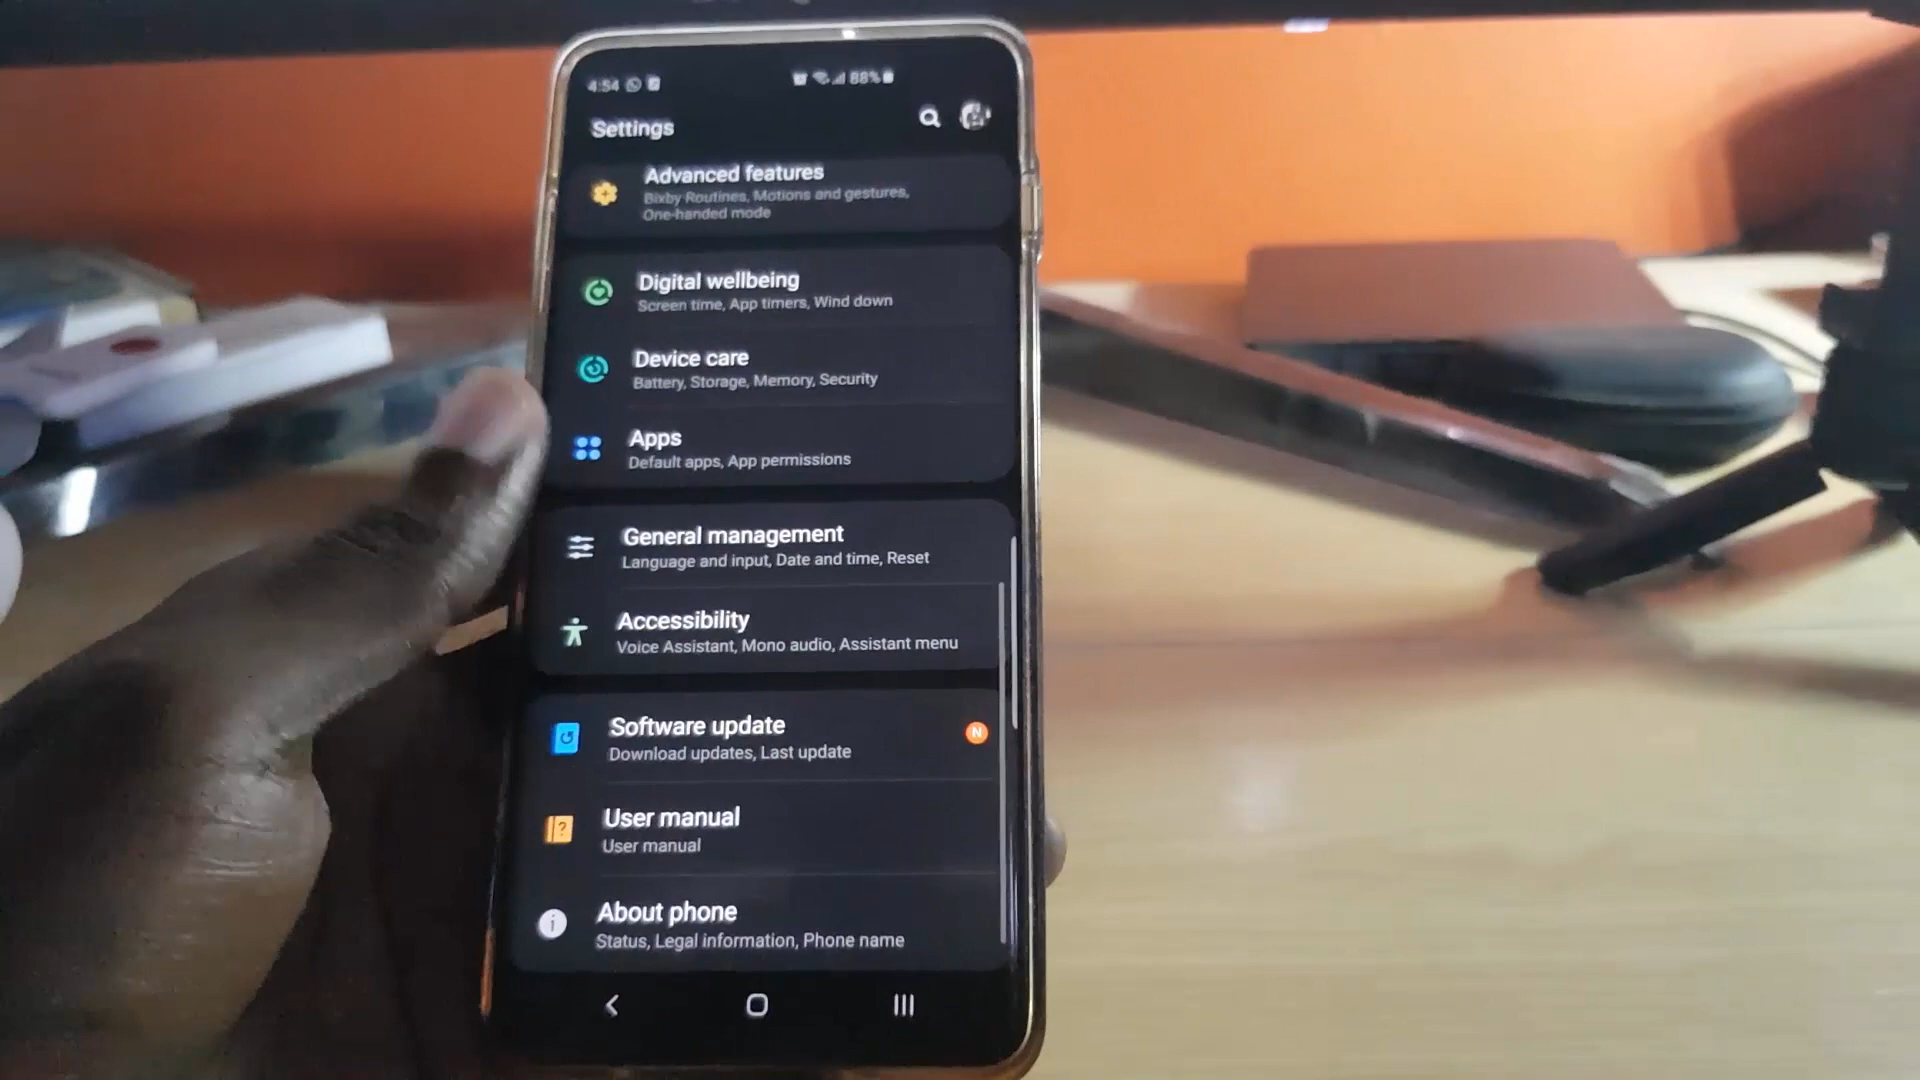 4:54 88%
Settings
Advanced features
Bixby Routines, Motions and gestures,
One-handed mode
Digital wellbeing
Screen time, App timers, Wind down
Device care
Battery, Storage, Memory, Security
Apps
Default apps, App permissions
General management
Language and input, Date and time, Reset
Accessibility
Voice Assistant, Mono audio, Assistant menu
Software update
N
Download updates, Last update
User manual
User manual
About phone
Status, Legal information, Phone name